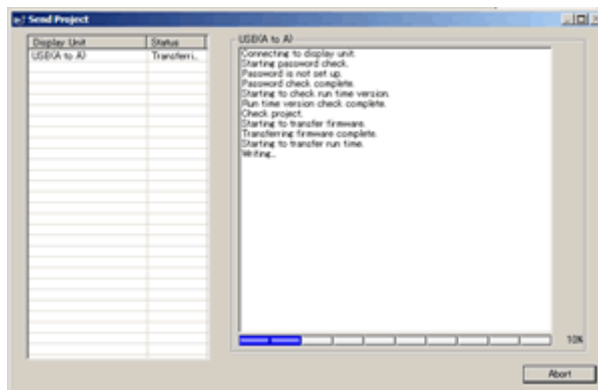 Send Project
Display Unit Status
USB(A to A) Transferri..
USB(A to A)
Connecting to display unit.
Starting password check.
Password is not set up.
Password check complete.
Starting to check run time version.
Run time version check complete.
Check project.
Starting to transfer firmware.
Transferring firmware complete.
Starting to transfer run time.
Writing..
10%
Abort